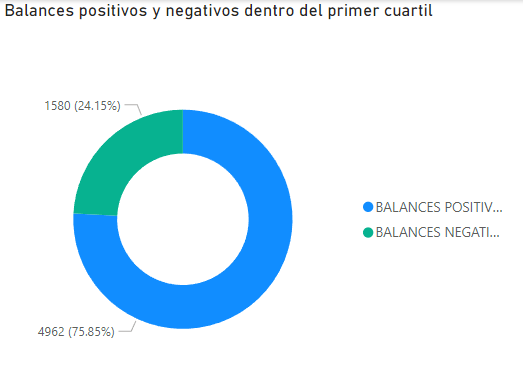 Balances positivos y negativos dentro del primer cuartil
1580 (24.15%)
BALANCES POSITIV...
BALANCES NEGATI...
4962 (75.85%)